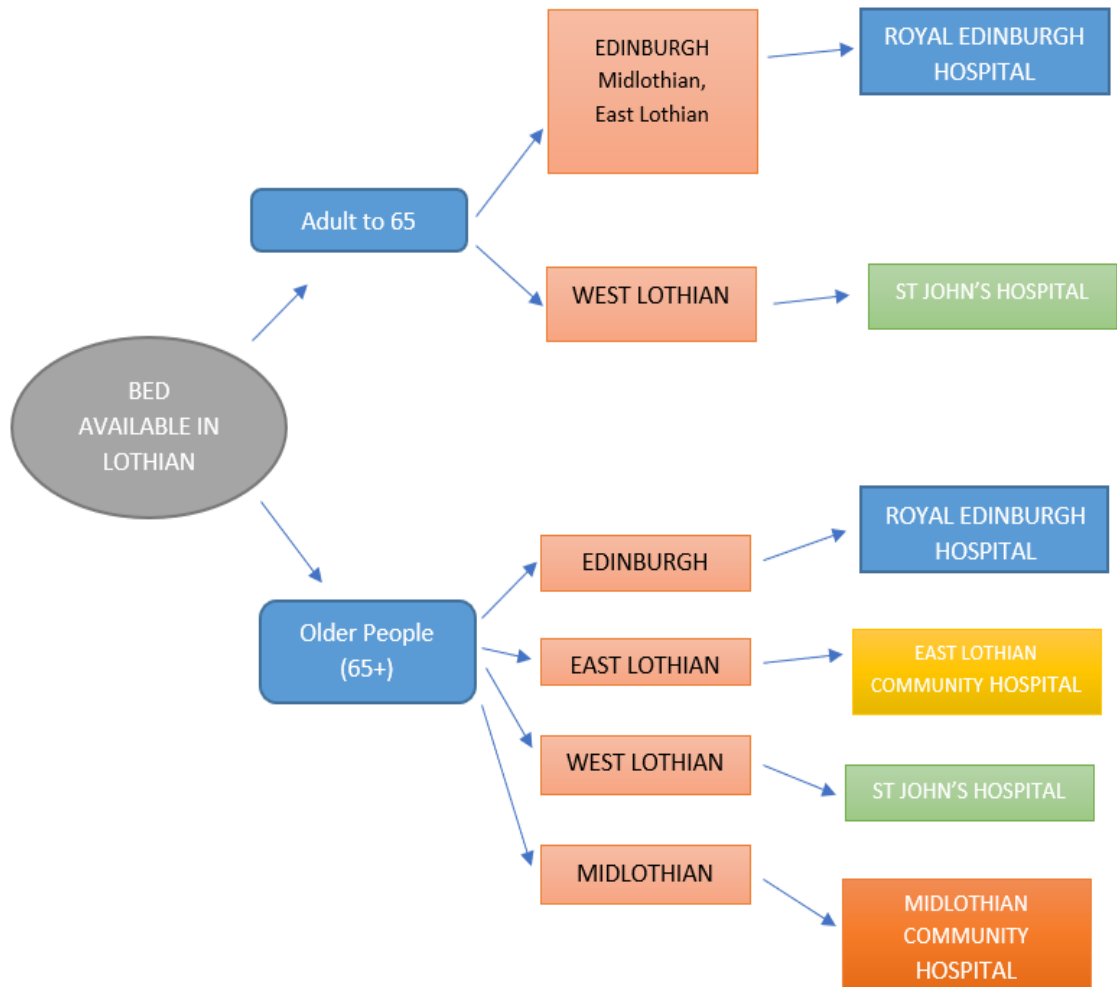 EDINBURGH
Midlothian,
East Lothian
ROYAL EDINBURGH
HOSPITAL
Adult to 65
WEST LOTHIAN
ST JOHN'S HOSPITAL
BED
AVAILABLE IN
LOTHIAN
ROYAL EDINBURGH
HOSPITAL
EDINBURGH
Older People
(65+)
EAST LOTHIAN
EAST LOTHIAN
COMMUNITY HOSPITAL
WEST LOTHIAN
ST JOHN'S HOSPITAL
MIDLOTHIAN
MIDLOTHIAN
COMMUNITY
HOSPITAL